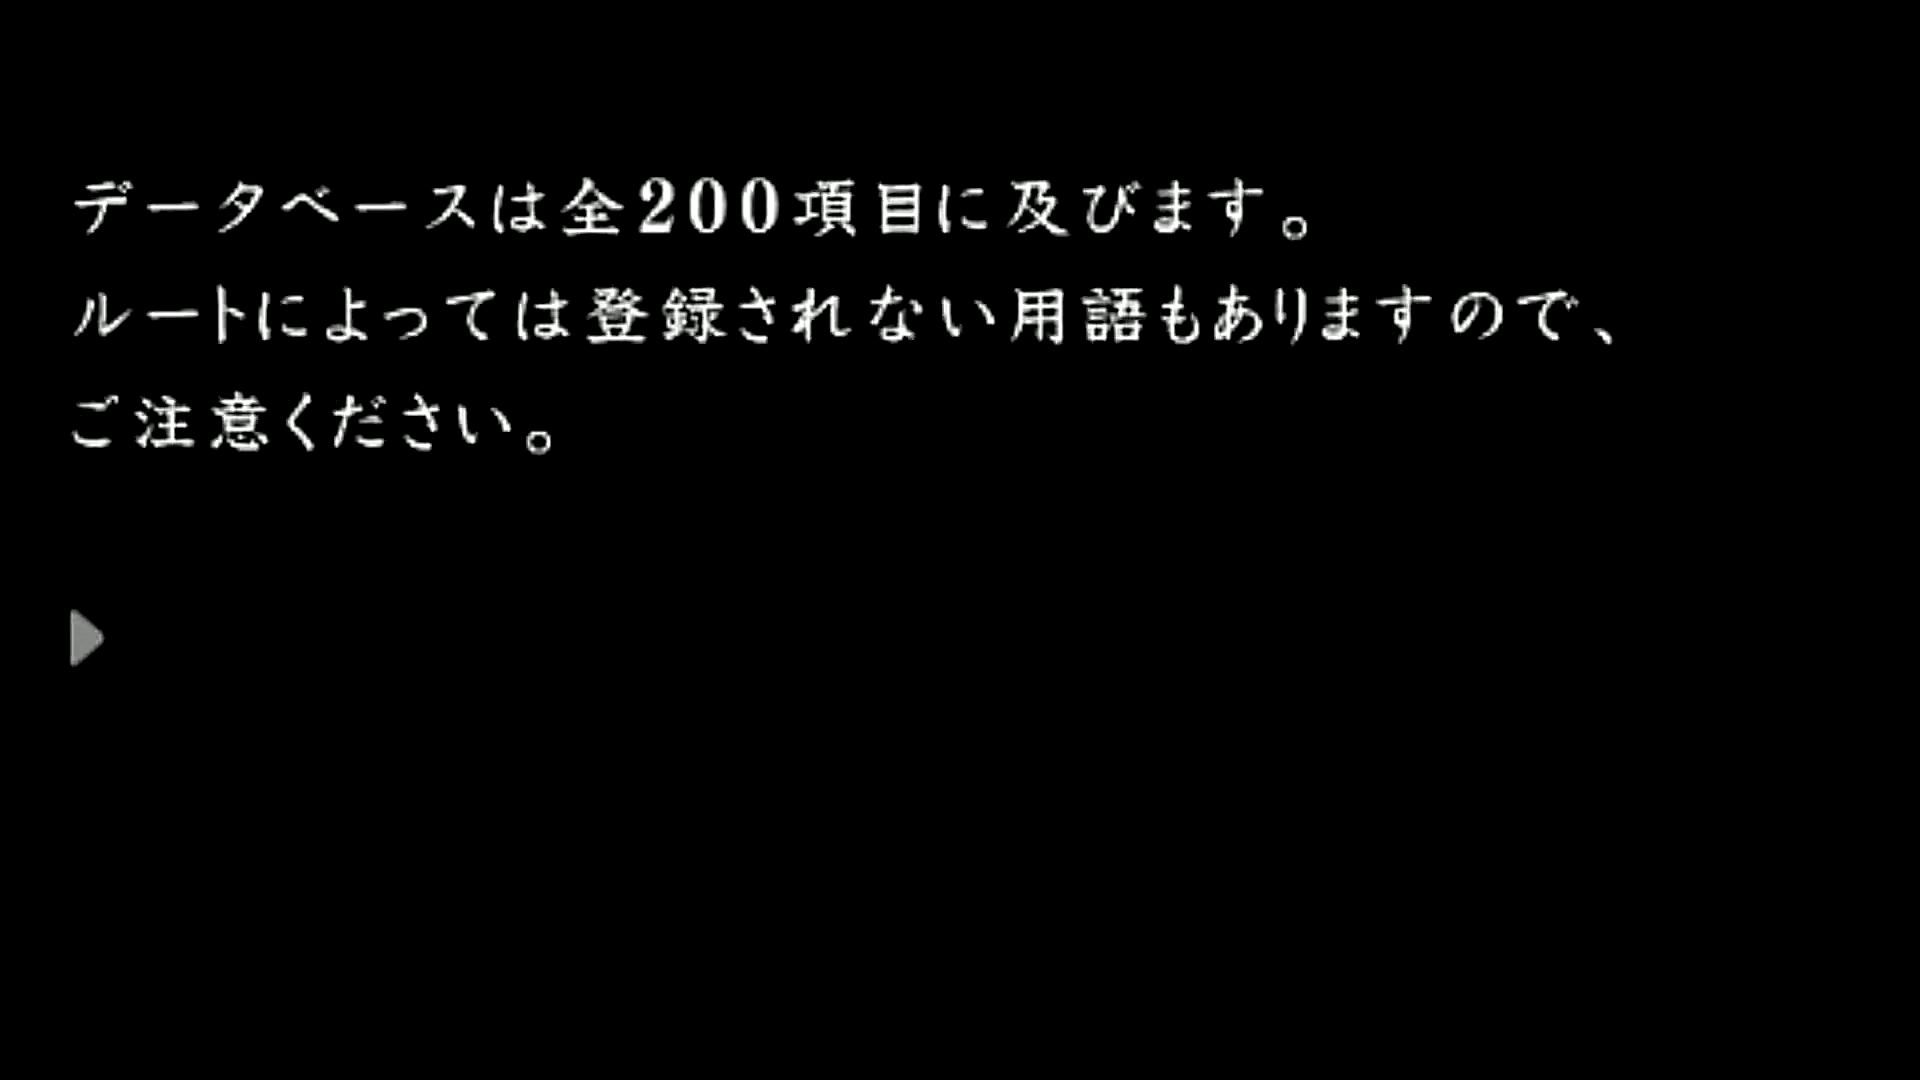 データベースは全200項目に及びます。
ルートによっては登録されない用語もありますので、
ご注意ください。